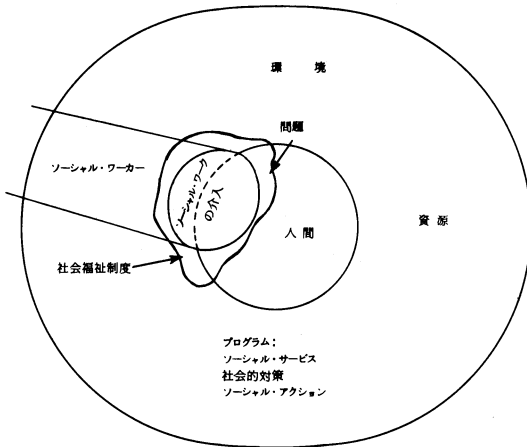 環 境
問題
ソーシャル・ワーカー
ソーシャル・ワーク
の介入
人間
資源
社会福祉制度
プログラム：
ソーシャル・サービス
社会的対策
ソーシャル・アクション